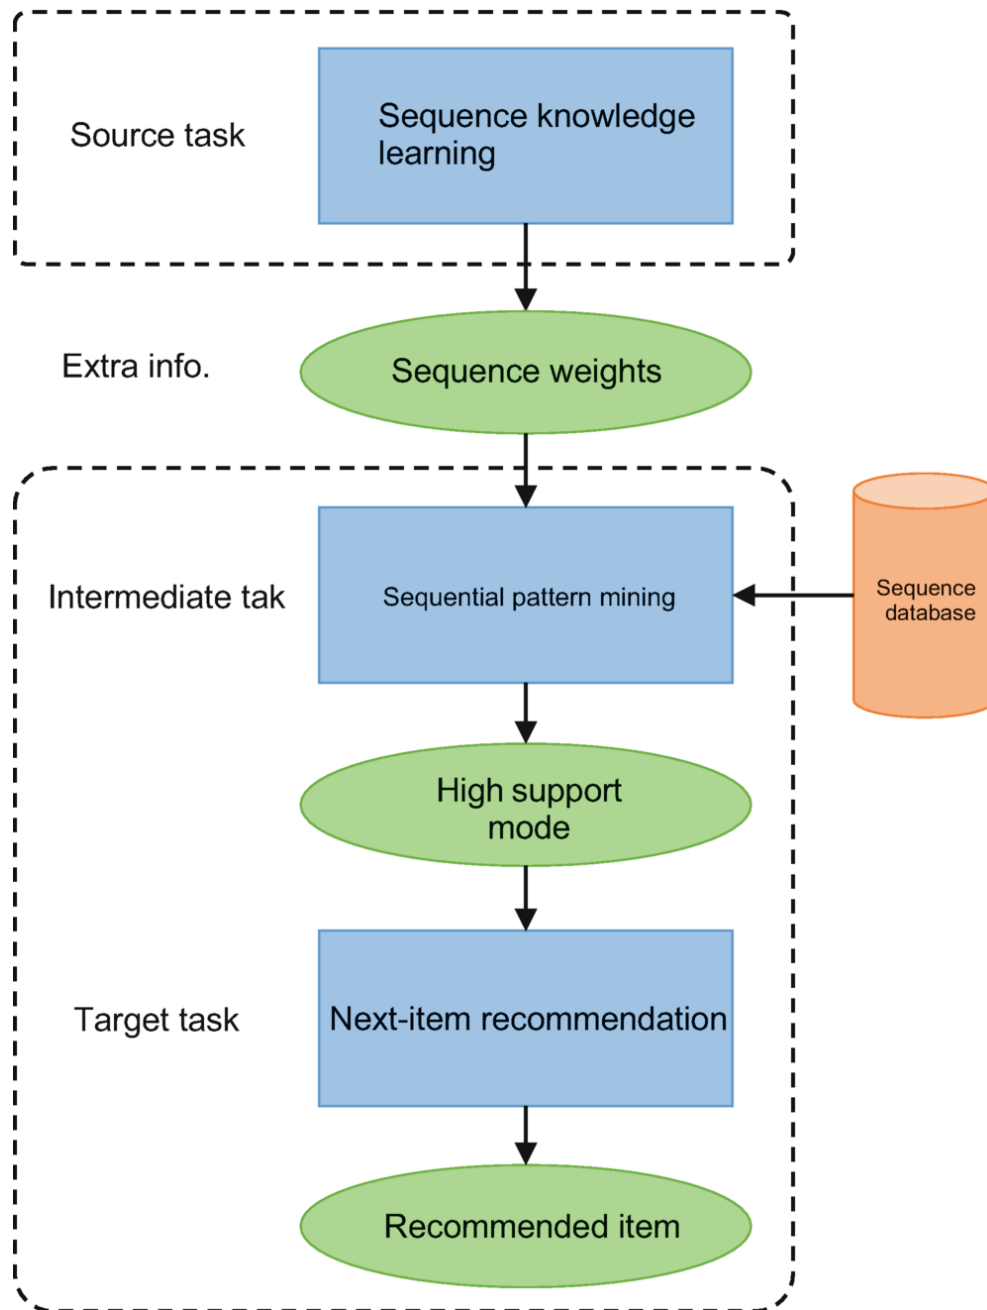 Source task
Sequence knowledge
learning
Extra info.
Sequence weights
Intermediate tak
Sequential pattern mining
Sequence
database
High support
mode
Target task
Next-item recommendation
Recommended item